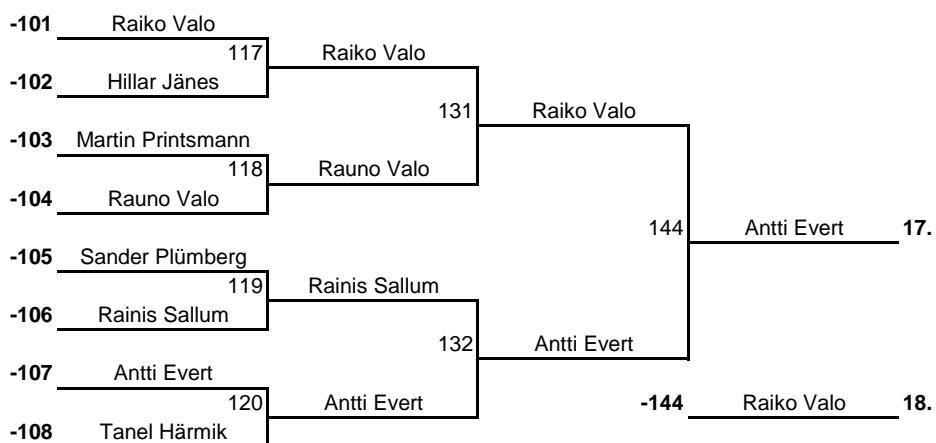 -101 Raiko Valo
117 Raiko Valo
-102 Hillar Jänes
131 Raiko Valo
-103 Martin Printsmann
118 Rauno Valo
-104 Rauno Valo
144 Antti Evert 17.
-105 Sander Plümberg
119 Rainis Sallum
-106 Rainis Sallum
132 Antti Evert
-107 Antti Evert
120 Antti Evert
-144 Raiko Valo 18.
-108 Tanel Härmik